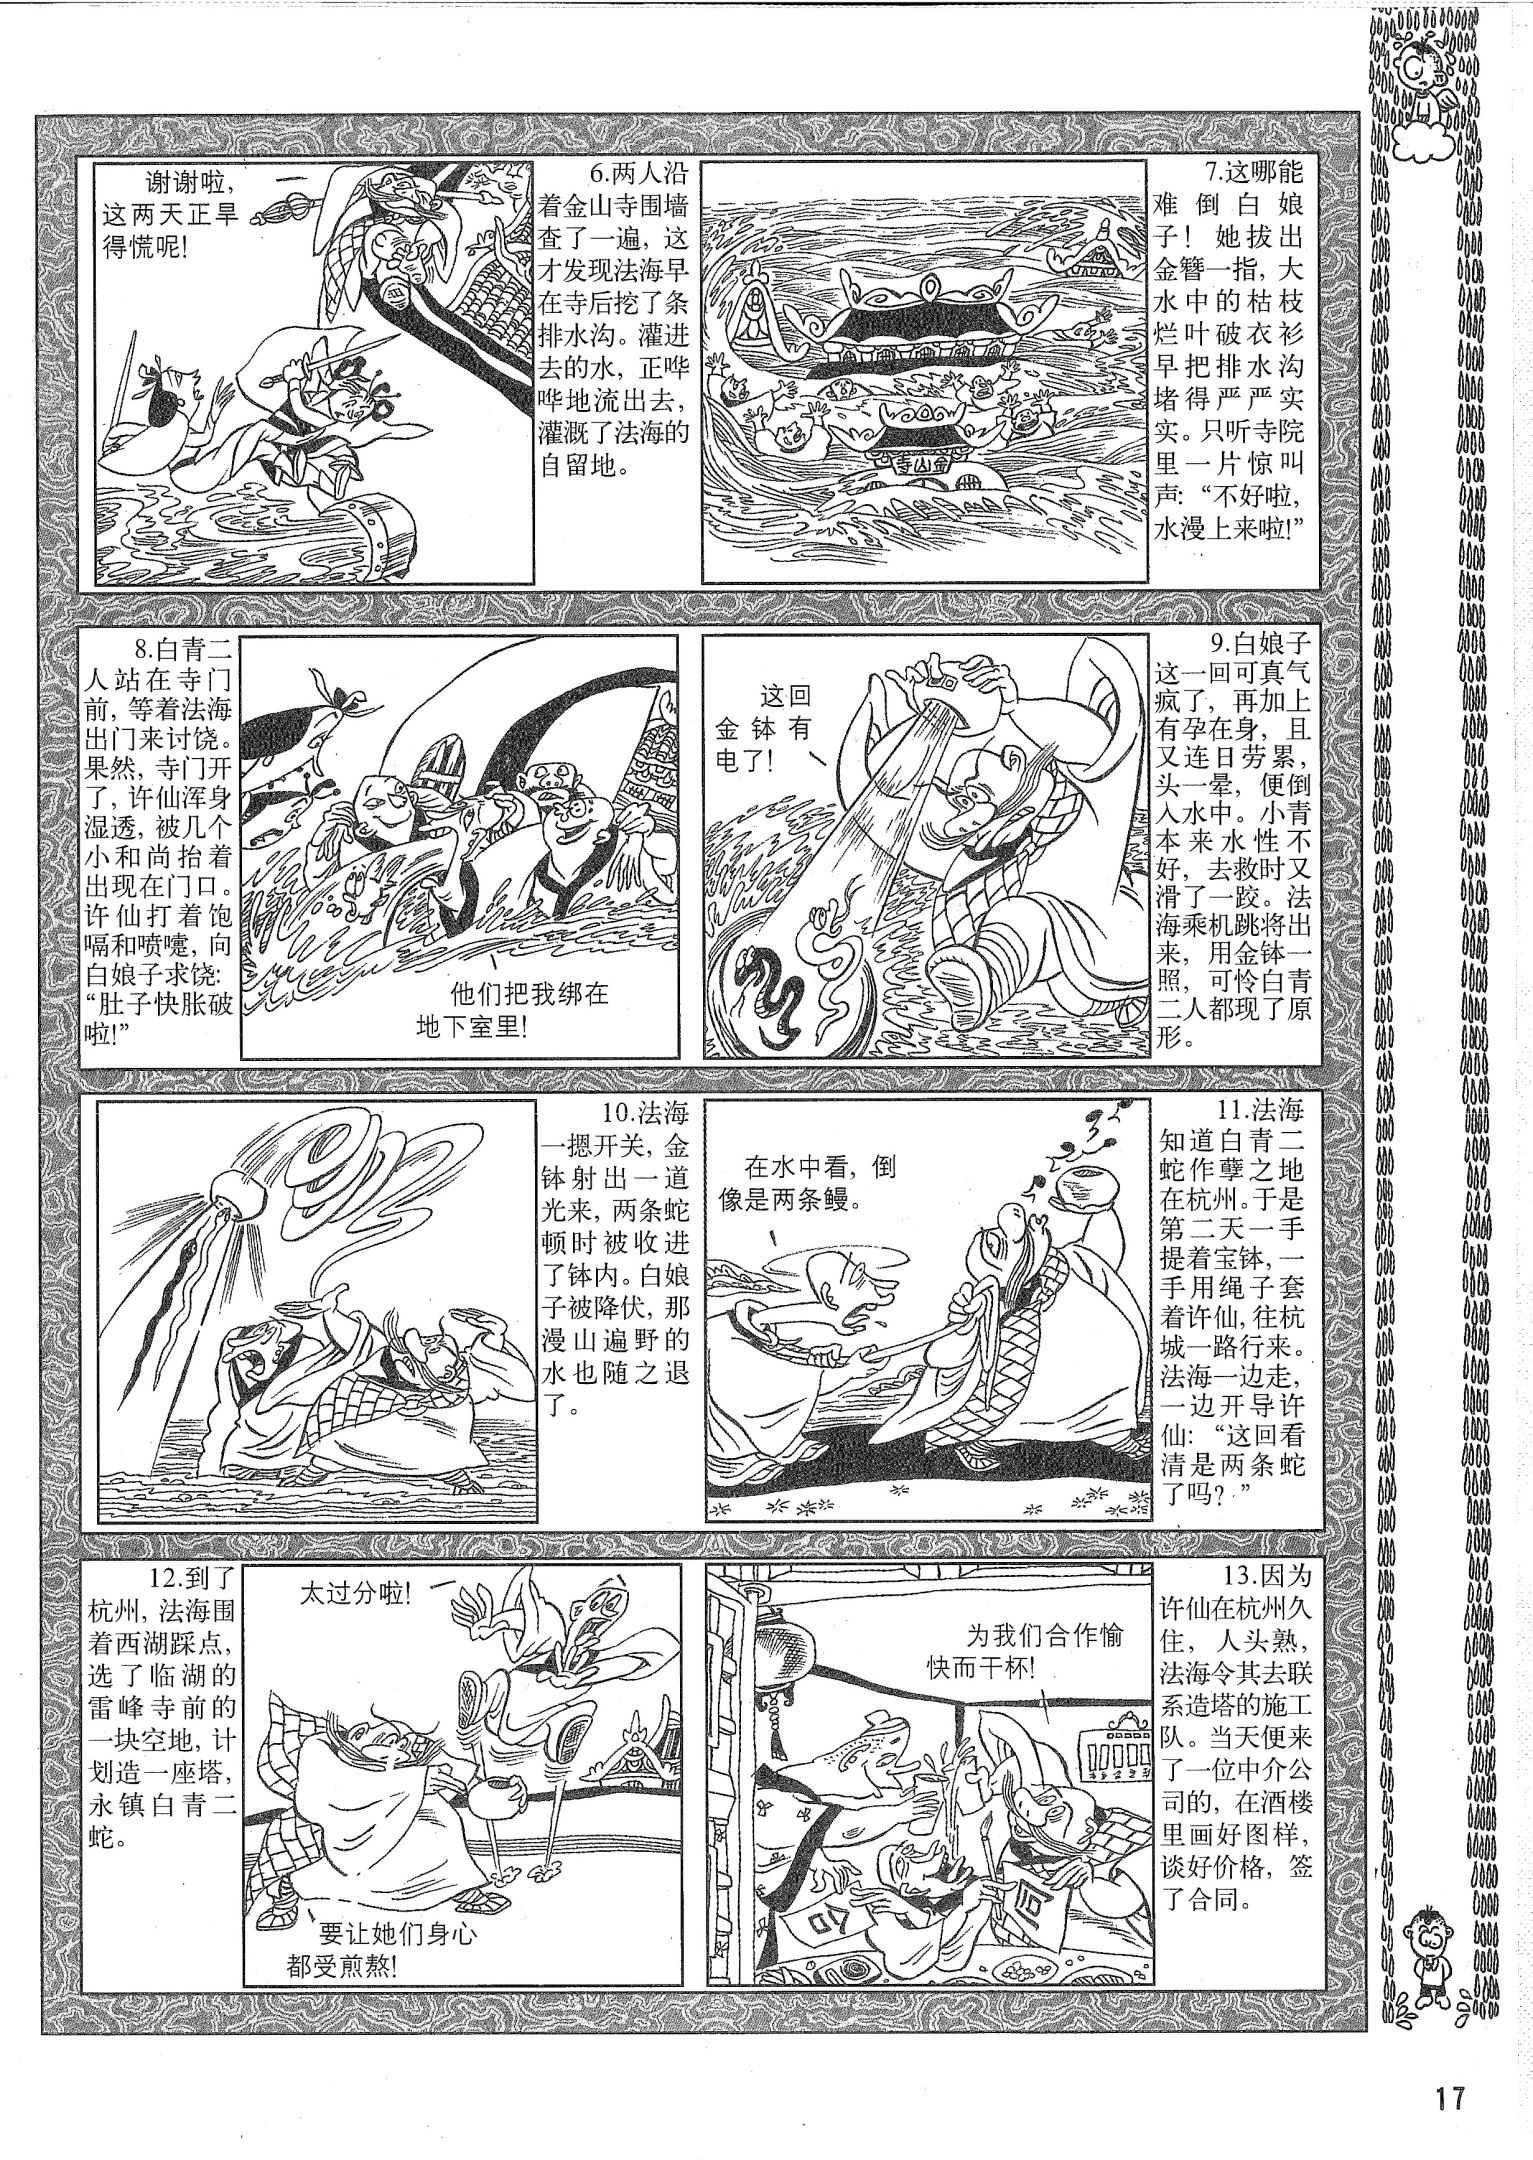 谢谢啦,
这两天正旱
得慌呢!
6.两人沿
着金山寺围墙
查了一遍, 这
才发现法海早
在寺后挖了条
排水沟。灌进
去的水, 正哗
哗地流出去,
灌溉了法海的
自留地。
金山寺
7.这哪能
难倒白娘
子! 她拔出
金簪一指, 大
水中的枯枝
烂叶破衣衫
早把排水沟
堵得严严实
实。只听寺院
里一片惊叫
声: “不好啦,
水漫上来啦!”
8.白青二
人站在寺门
前, 等着法海
出门来讨饶。
果然, 寺门开
了, 许仙浑身
湿透, 被几个
小和尚抬着
出现在门口。
许仙打着饱
嗝和喷嚏, 向
白娘子求饶:
“肚子快胀破
啦!”
他们把我绑在
地下室里!
这回
金钵有
电了!
9.白娘子
这一回可真气
疯了, 再加上
有孕在身, 且
又连日劳累,
头一晕, 便倒
入水中。小青
本来水性不
好, 去救时又
滑了一跤。法
海乘机跳将出
来, 用金钵一
照, 可怜白青
二人都现了原
形。
10.法海
一摁开关, 金
钵射出一道
光来, 两条蛇
顿时被收进
了钵内。白娘
子被降伏, 那
漫山遍野的
水也随之退
了。
在水中看, 倒
像是两条鳗。
11.法海
知道白青二
蛇作孽之地
在杭州。于是
第二天一手
提着宝钵, 一
手用绳子套
着许仙, 往杭
城一路行来。
法海一边走,
一边开导许
仙: “这回看
清是两条蛇
了吗?”
12.到了
杭州, 法海围
着西湖踩点,
选了临湖的
雷峰寺前的
一块空地, 计
划造一座塔,
永镇白青二
蛇。
太过分啦!
要让她们身心
都受煎熬!
为我们合作愉
快而干杯!
合
同
13.因为
许仙在杭州久
住, 人头熟,
法海令其去联
系造塔的施工
队。当天便来
了一位中介公
司的, 在酒楼
里画好图样,
谈好价格, 签
了合同。
17